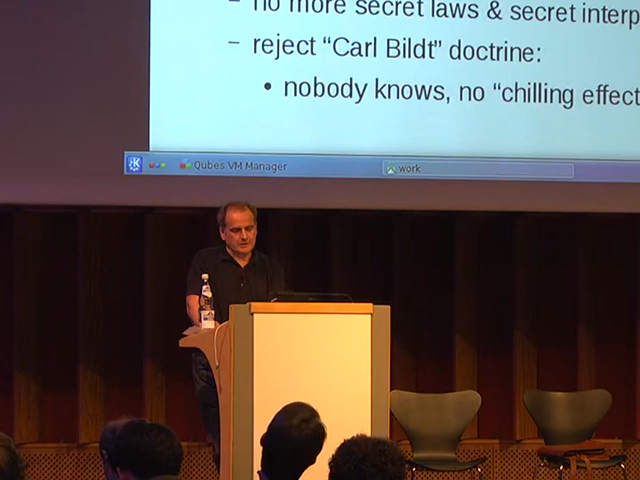 – no more secret laws & secret interp
– reject “Carl Bildt” doctrine:
• nobody knows, no “chilling effect
Qubes VM Manager
work